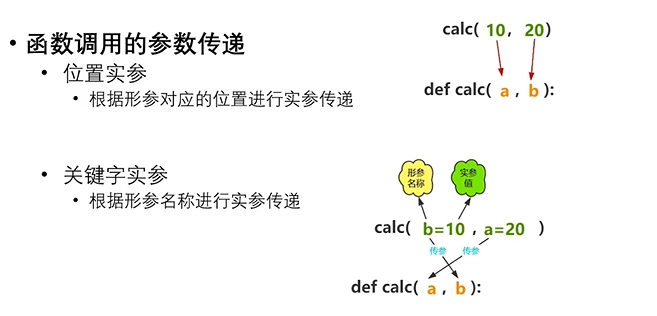 • 函数调用的参数传递
• 位置实参
• 根据形参对应的位置进行实参传递
calc( 10, 20)
def calc( a , b ):
• 关键字实参
• 根据形参名称进行实参传递
形参
名称
实参
值
calc( b=10 , a=20 )
传参 传参
def calc( a , b ):